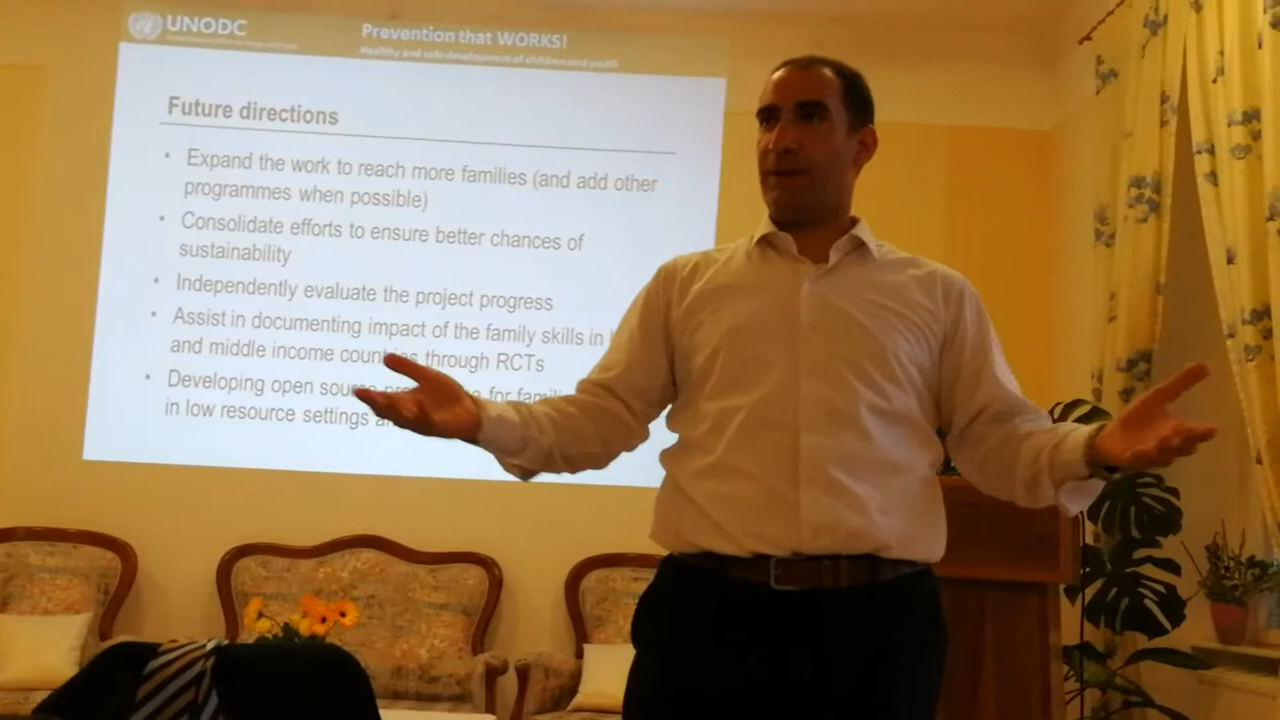 UNODC
Prevention that WORKS!
Healthy and safe development of children and youth
Future directions
• Expand the work to reach more families (and add other
programmes when possible)
• Consolidate efforts to ensure better chances of
sustainability
• Independently evaluate the project progress
• Assist in documenting impact of the family skills in
and middle income countries through RCTs
• Developing open for
in low resource settings